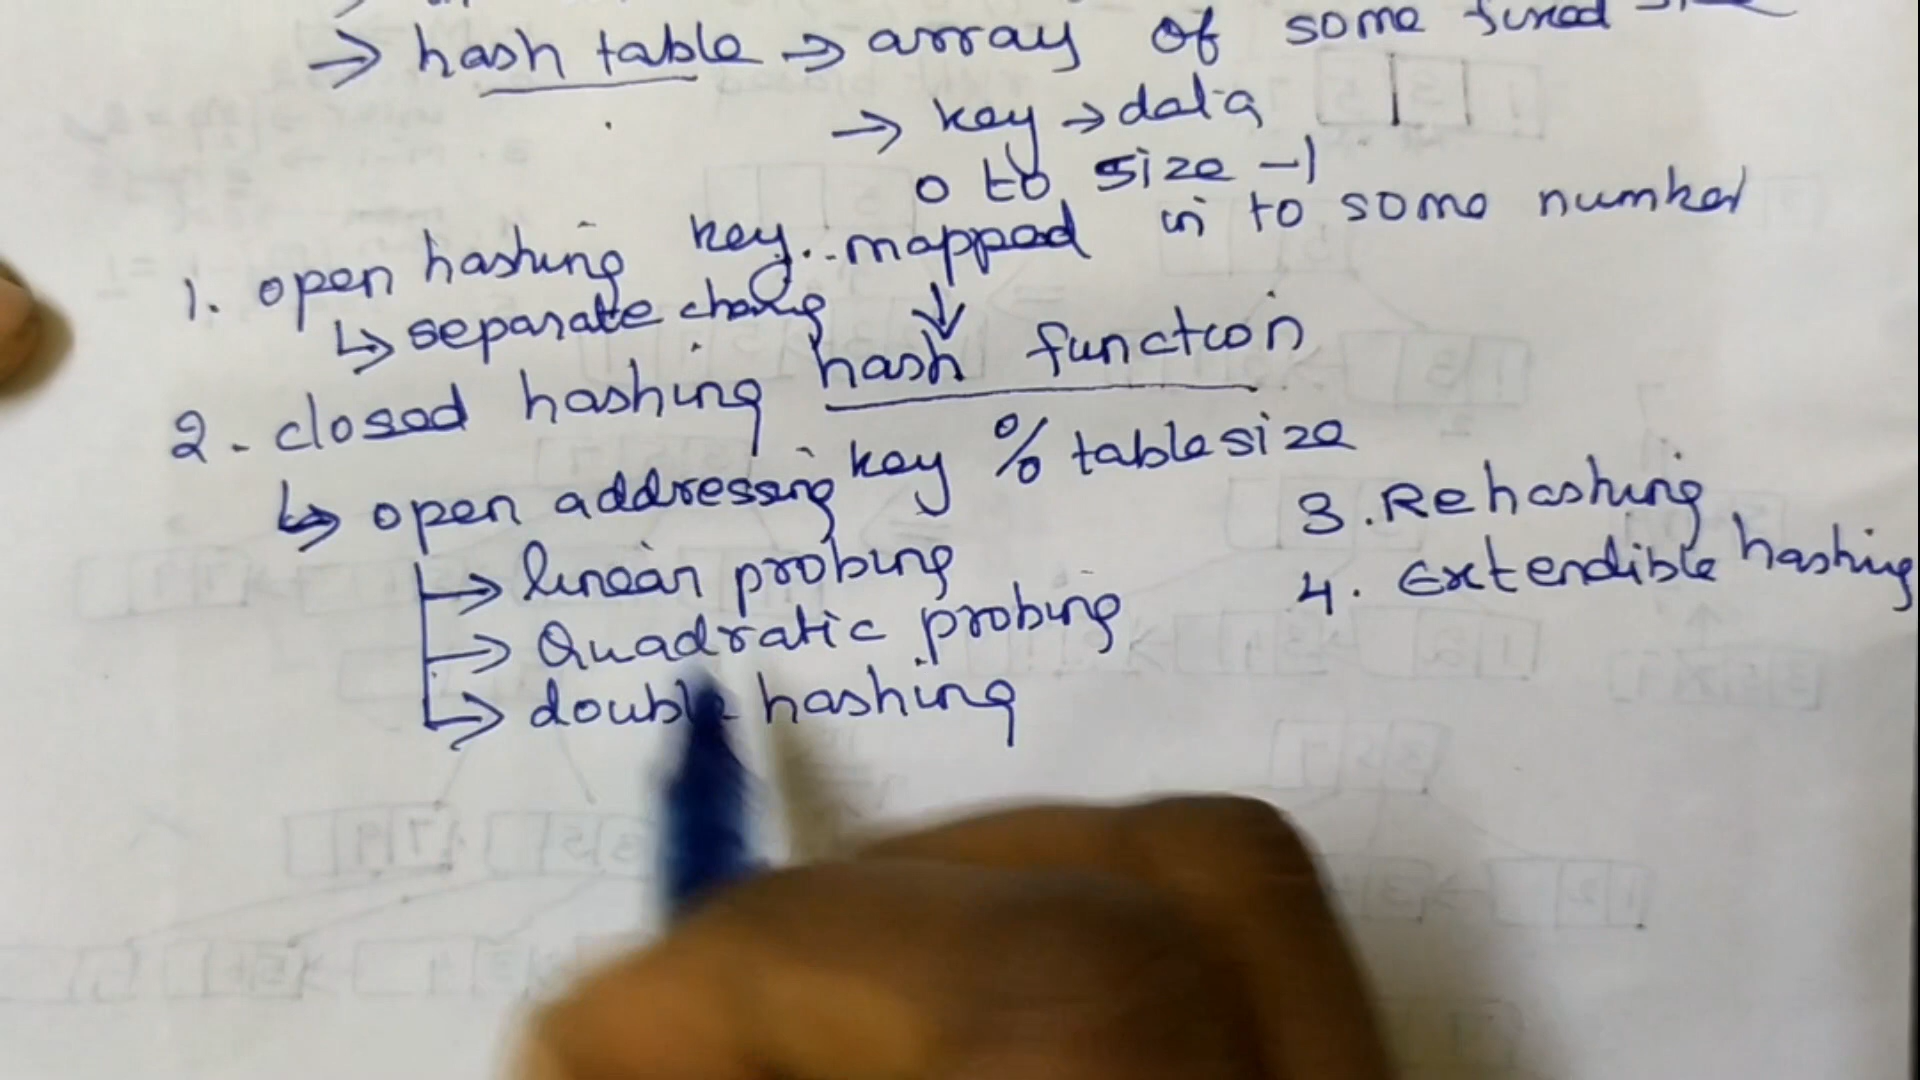 → hash table → array of some fixed
→ key → data
0 to size -1
key mapped in to some number
1. open hashing
↳ separate chaing
↓
hash function
2. closed hashing
key % tablesize
↳ open addressing
→ linear probing
→ Quadratic probing
→ double hashing
3. Rehashing
4. Extendible hashing